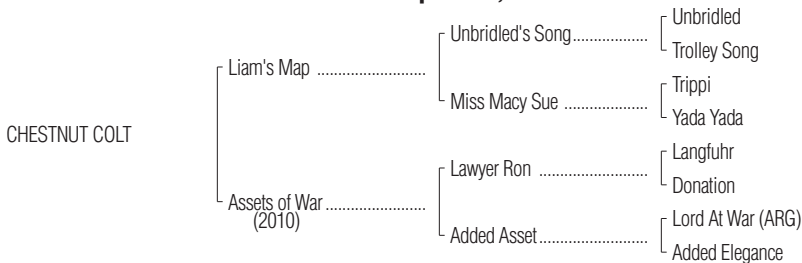 Unbridled
Unbridled's Song..................
Trolley Song
Liam's Map ..........................
Trippi
Miss Macy Sue ....................
Yada Yada
CHESTNUT COLT
Langfuhr
Lawyer Ron ..........................
Donation
Assets of War........................
(2010)
Lord At War (ARG)
Added Asset..........................
Added Elegance